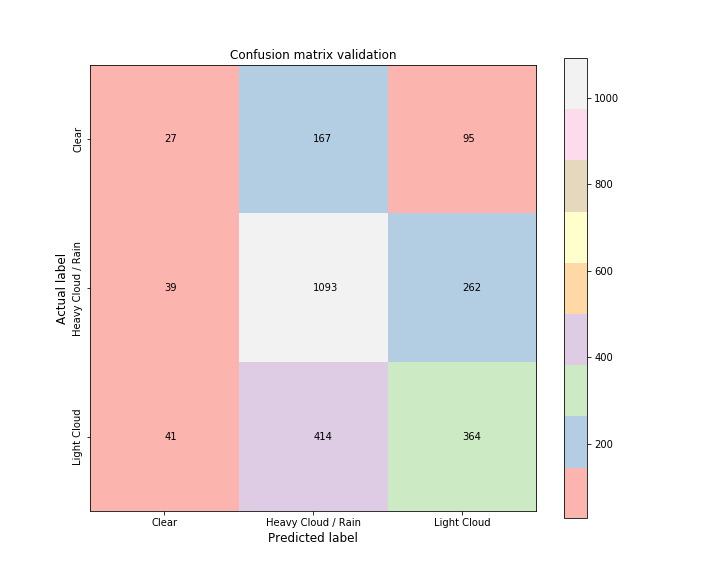 Confusion matrix validation
Clear
27
167
95
Heavy Cloud / Rain
39
1093
262
Light Cloud
41
414
364
Actual label
Clear
Heavy Cloud / Rain
Light Cloud
Predicted label
1000
800
600
400
200